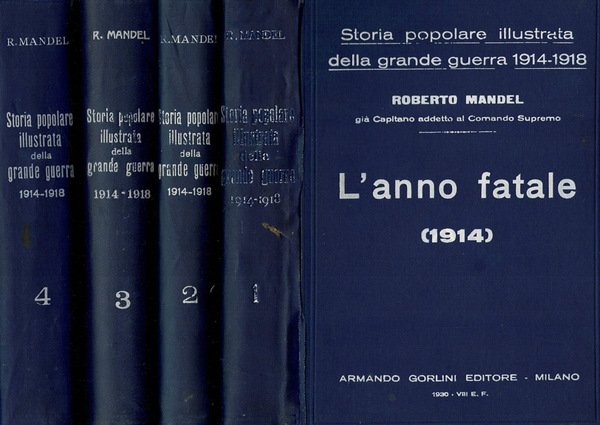 R. MANDEL
Storia popolare
illustrata
della
grande guerra
1914-1918
4
R. MANDEL
Storia popolare
illustrata
della
grande guerra
1914-1918
3
R. MANDEL
Storia popolare
illustrata
della
grande guerra
1914-1918
2
R. MANDEL
Storia popolare
illustrata
della
grande guerra
1914-1918
1
Storia popolare illustrata
della grande guerra 1914-1918
ROBERTO MANDEL
già Capitano addetto al Comando Supremo
L'anno fatale
(1914)
ARMANDO GORLINI EDITORE - MILANO
1930 - VIII E. F.